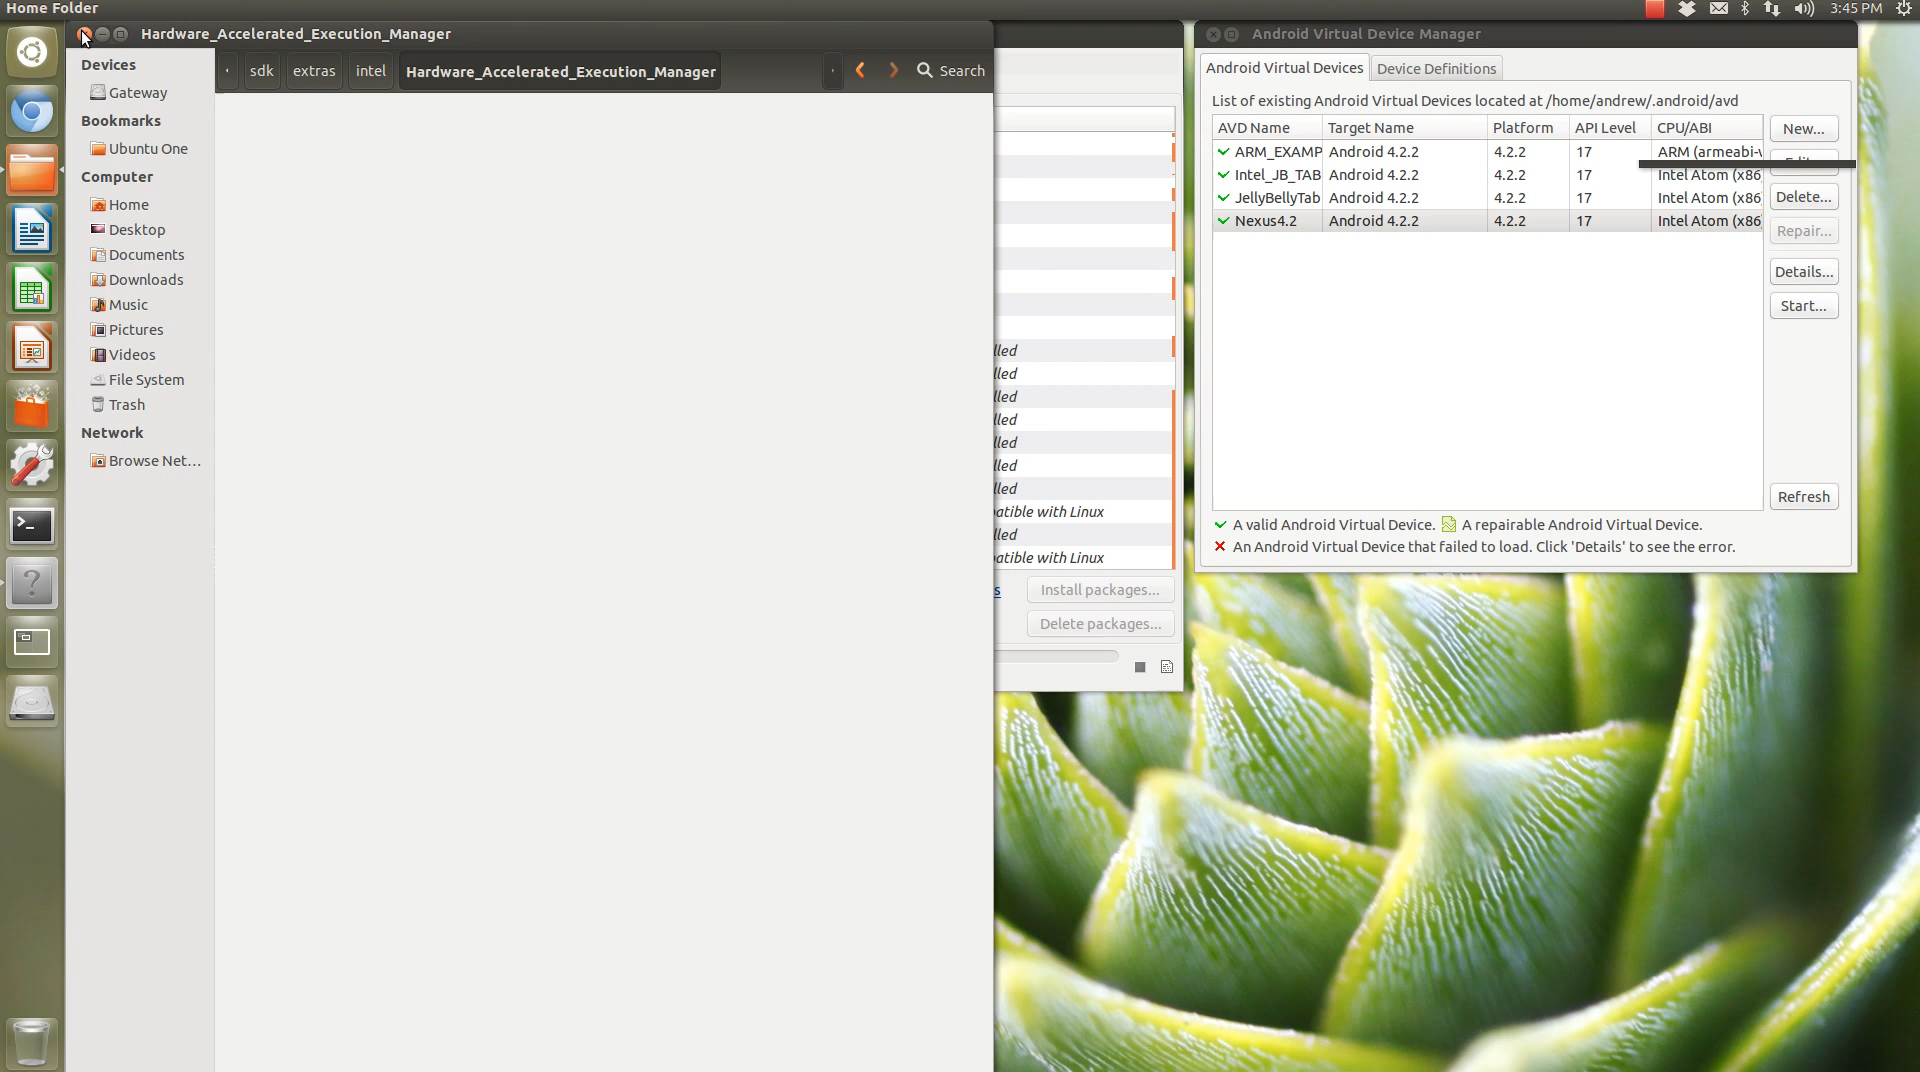 Home Folder
3:45 PM
Hardware_Accelerated_Execution_Manager
Devices
Gateway
Bookmarks
Ubuntu One
Computer
Home
Desktop
Documents
Downloads
Music
Pictures
Videos
File System
Trash
Network
Browse Net...
sdk
extras
intel
Hardware_Accelerated_Execution_Manager
Search
lled
lled
lled
lled
lled
lled
lled
atible with Linux
lled
atible with Linux
s
Install packages...
Delete packages...
Android Virtual Device Manager
Android Virtual Devices
Device Definitions
List of existing Android Virtual Devices located at /home/andrew/.android/avd
AVD Name Target Name Platform API Level CPU/ABI
ARM_EXAMP Android 4.2.2 4.2.2 17 ARM (armeabi-v
Intel_JB_TAB Android 4.2.2 4.2.2 17 Intel Atom (x86
JellyBellyTab Android 4.2.2 4.2.2 17 Intel Atom (x86
Nexus4.2 Android 4.2.2 4.2.2 17 Intel Atom (x86
New...
Delete...
Repair...
Details...
Start...
Refresh
A valid Android Virtual Device. A repairable Android Virtual Device.
An Android Virtual Device that failed to load. Click 'Details' to see the error.